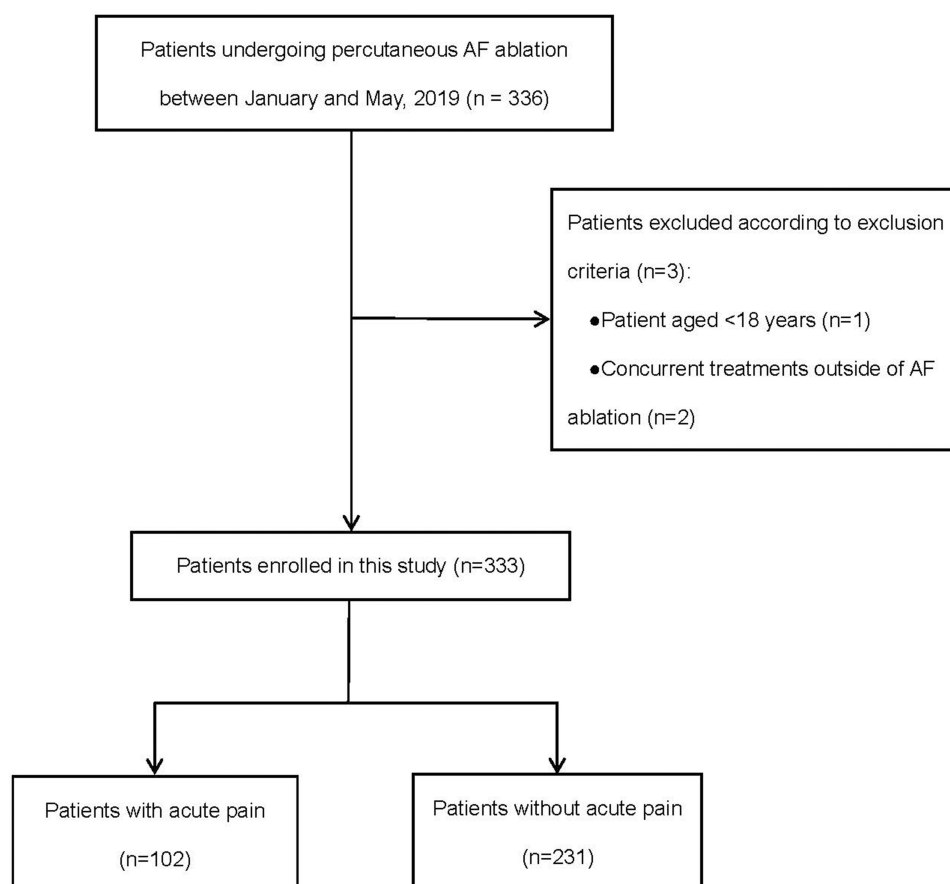 Patients undergoing percutaneous AF ablation
between January and May, 2019 (n = 336)
Patients excluded according to exclusion
criteria (n=3):
●Patient aged <18 years (n=1)
●Concurrent treatments outside of AF
ablation (n=2)
Patients enrolled in this study (n=333)
Patients with acute pain
(n=102)
Patients without acute pain
(n=231)